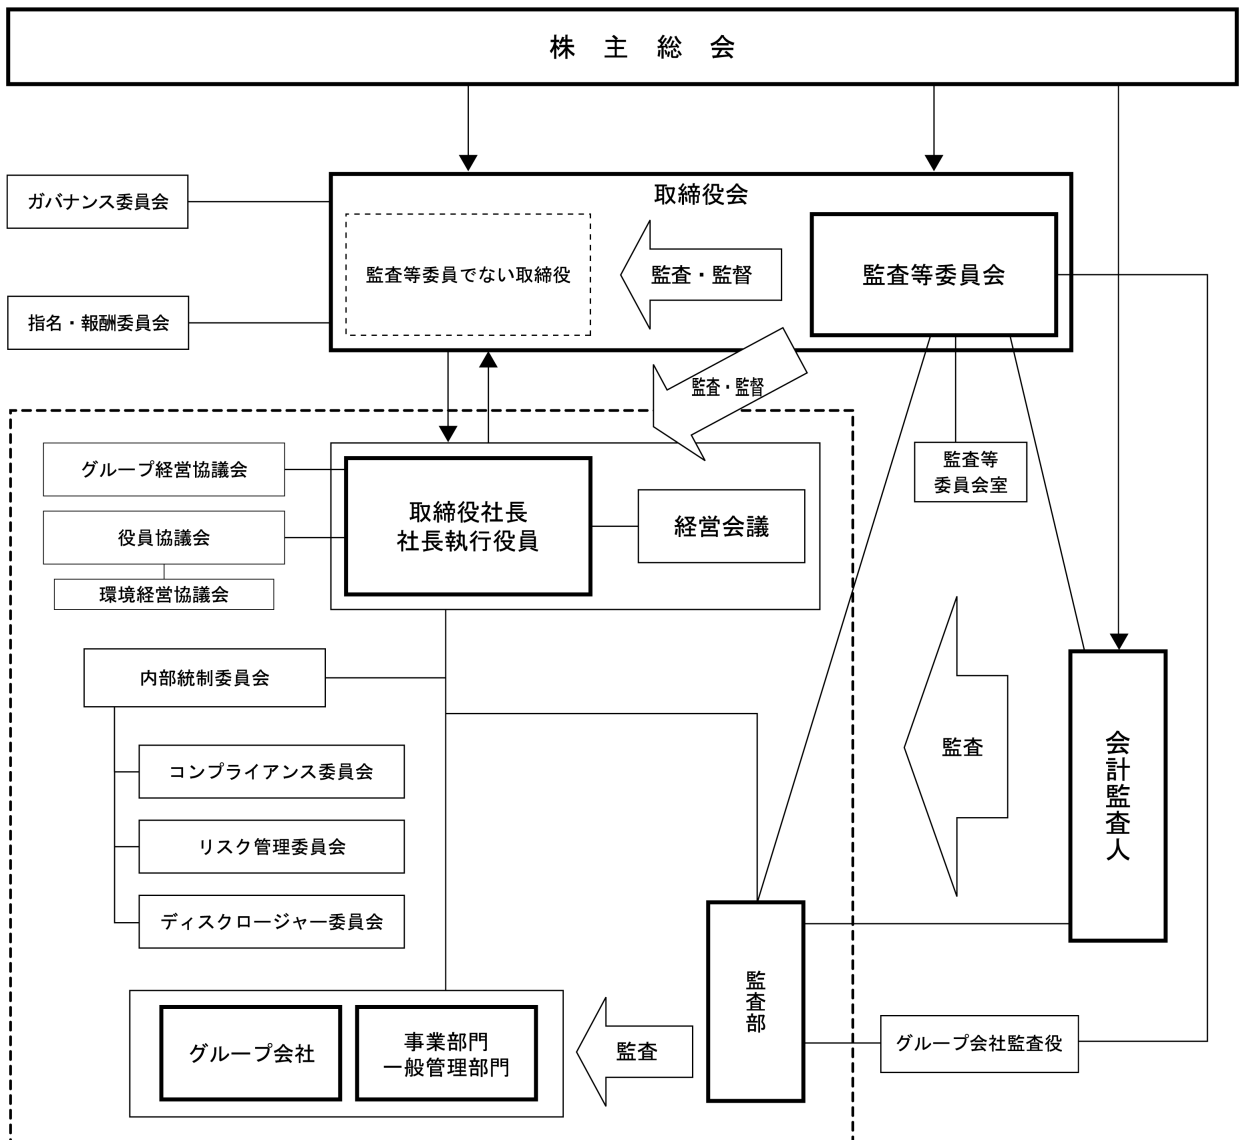 株主総会
取締役会
ガバナンス委員会
監査等委員でない取締役
監査・監督
監査等委員会
指名・報酬委員会
監査・監督
グループ経営協議会
取締役社長
社長執行役員
経営会議
監査等
委員会室
役員協議会
環境経営協議会
内部統制委員会
コンプライアンス委員会
監査
会計監査人
リスク管理委員会
ディスクロージャー委員会
監査部
グループ会社
事業部門
一般管理部門
監査
グループ会社監査役